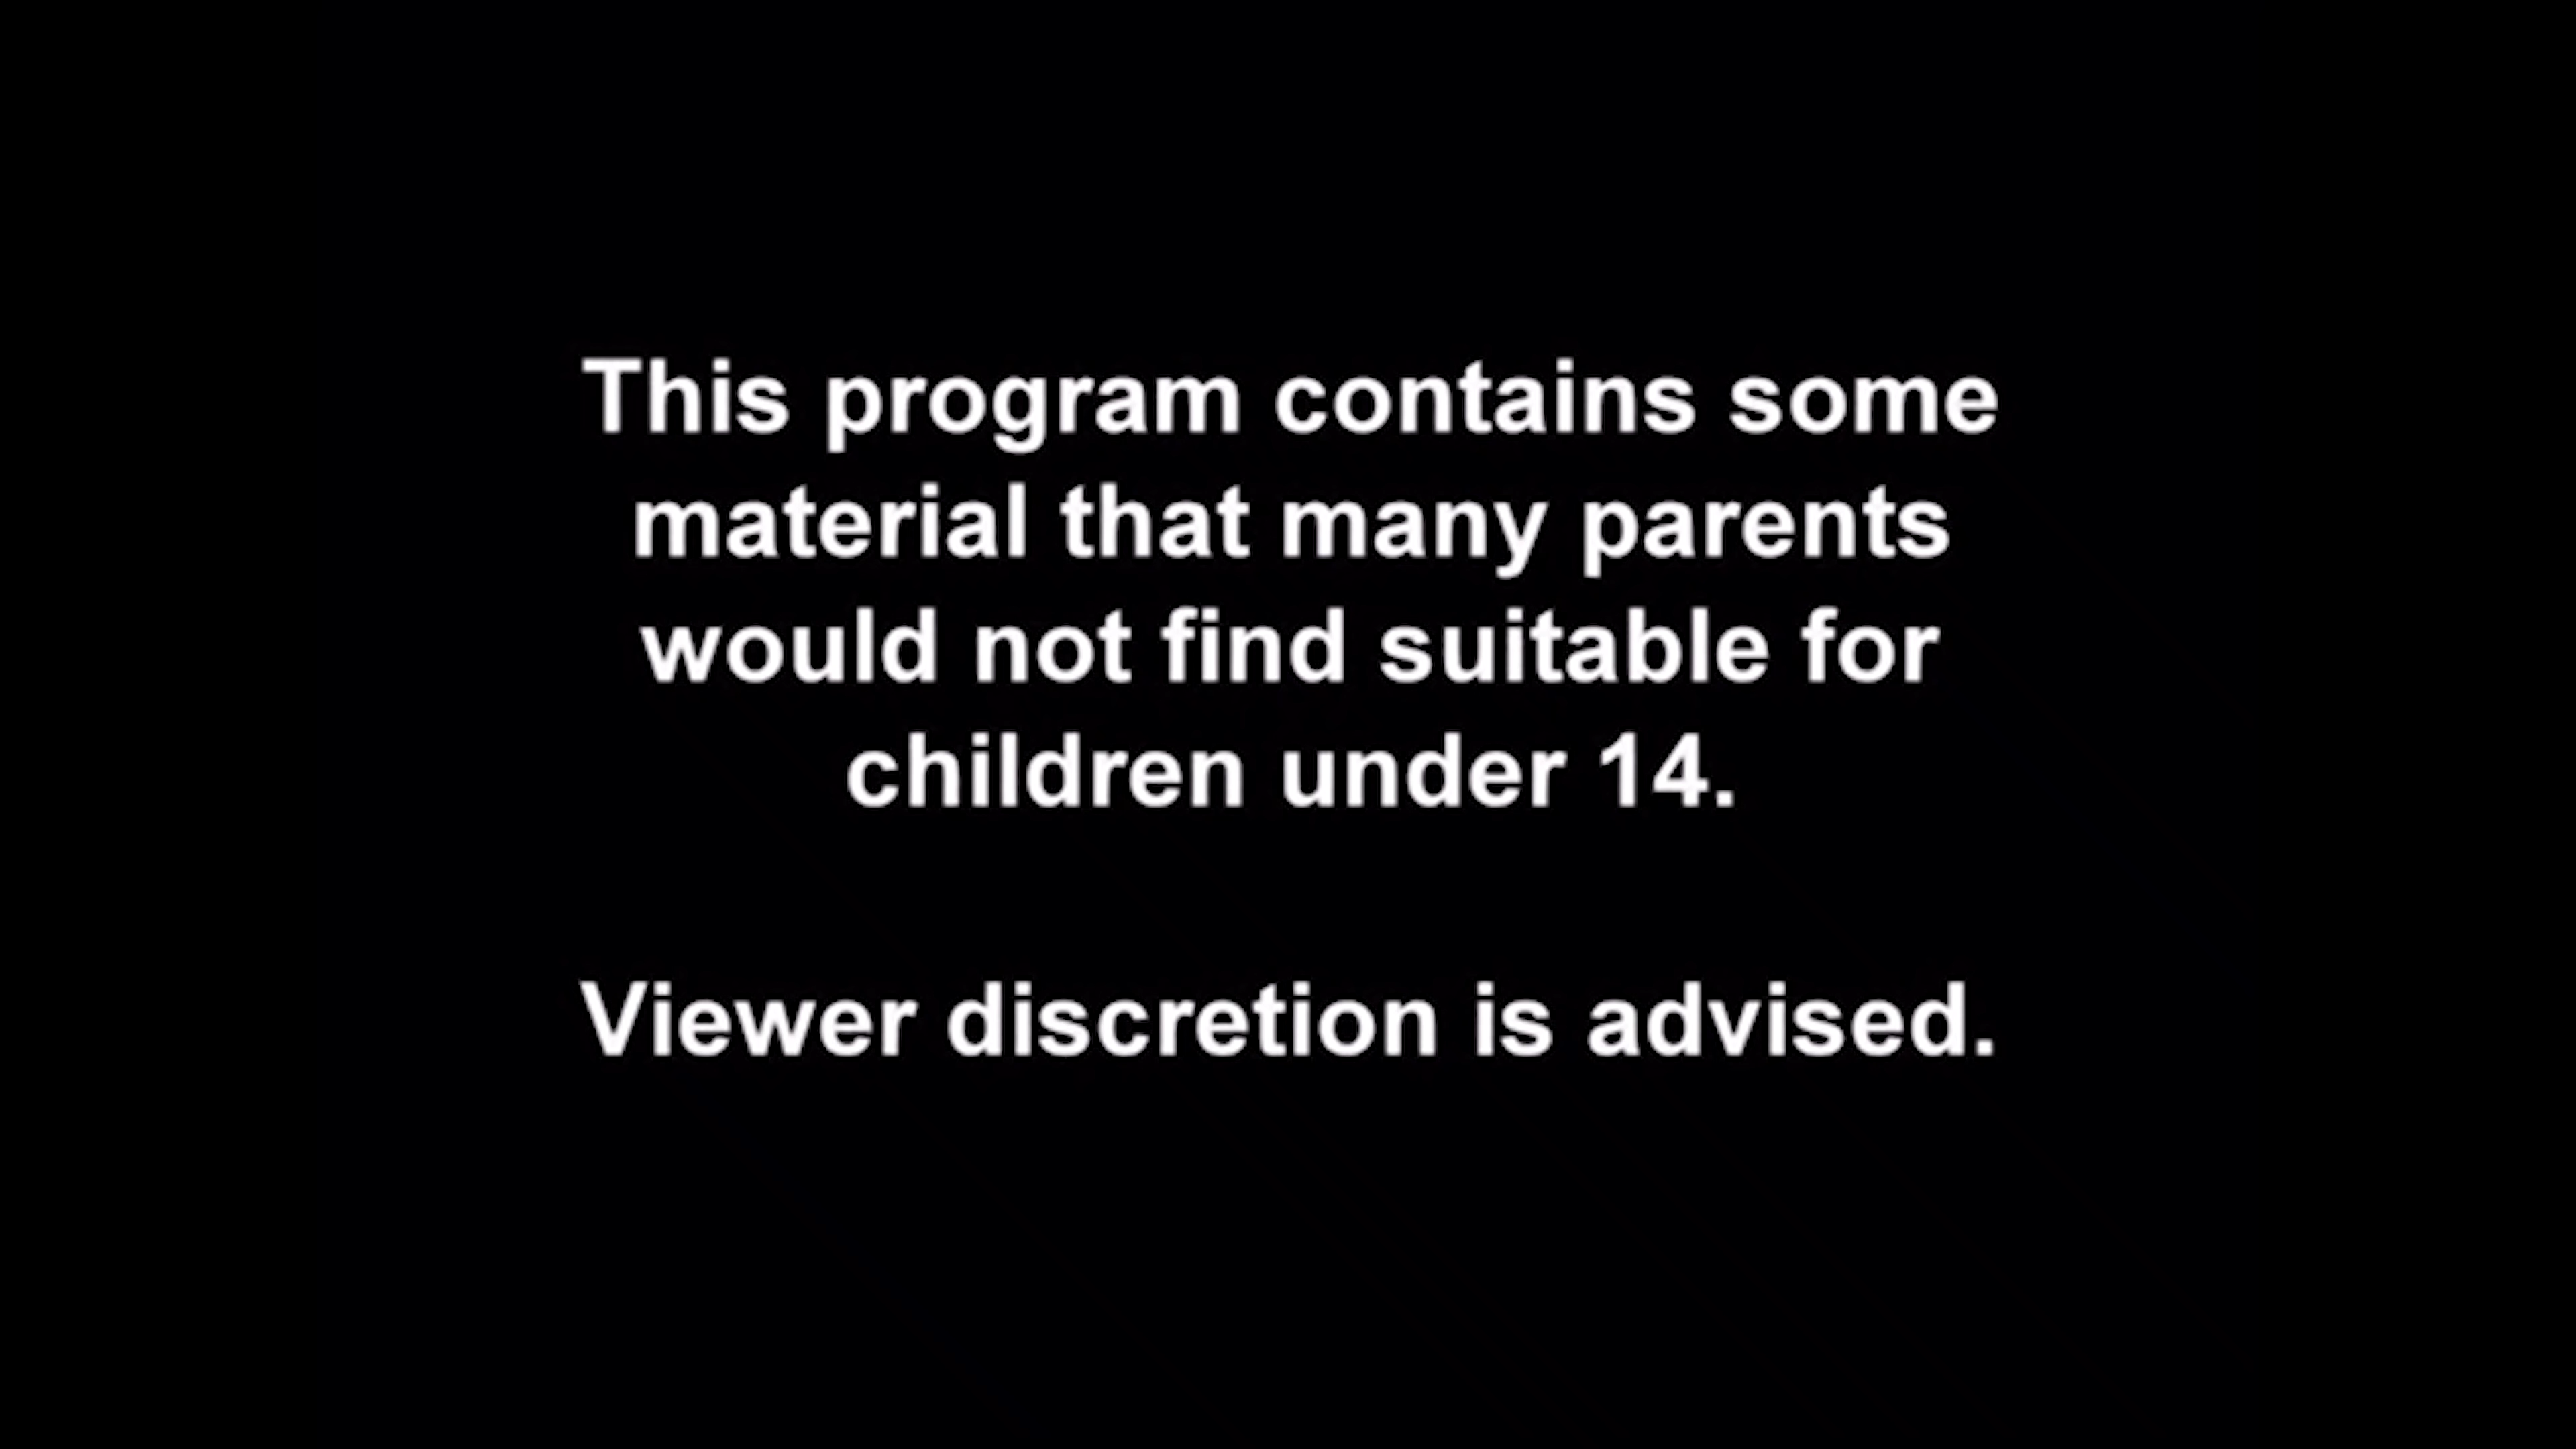 This program contains some
material that many parents
would not find suitable for
children under 14.
Viewer discretion is advised.